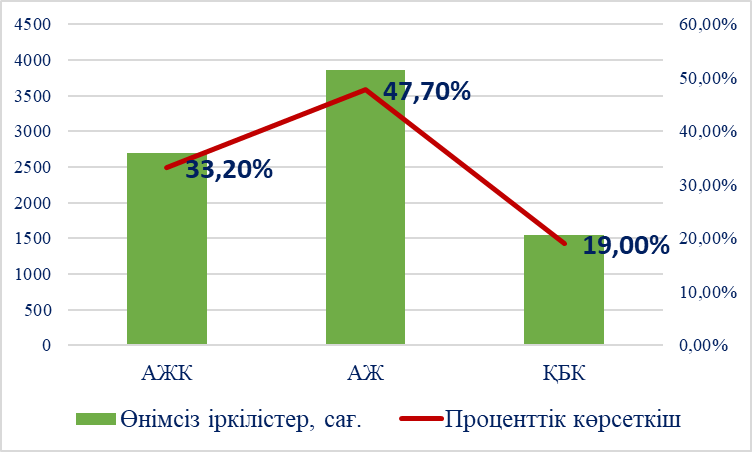 4500 60,00%
4000 50,00%
3500 47,70%
3000 40,00%
2500 33,20% 30,00%
2000
1500 19,00% 20,00%
1000 10,00%
500
0 0,00%
АЖК АЖ ҚБК
Өнімсіз іркілістер, сағ. Проценттік көрсеткіш